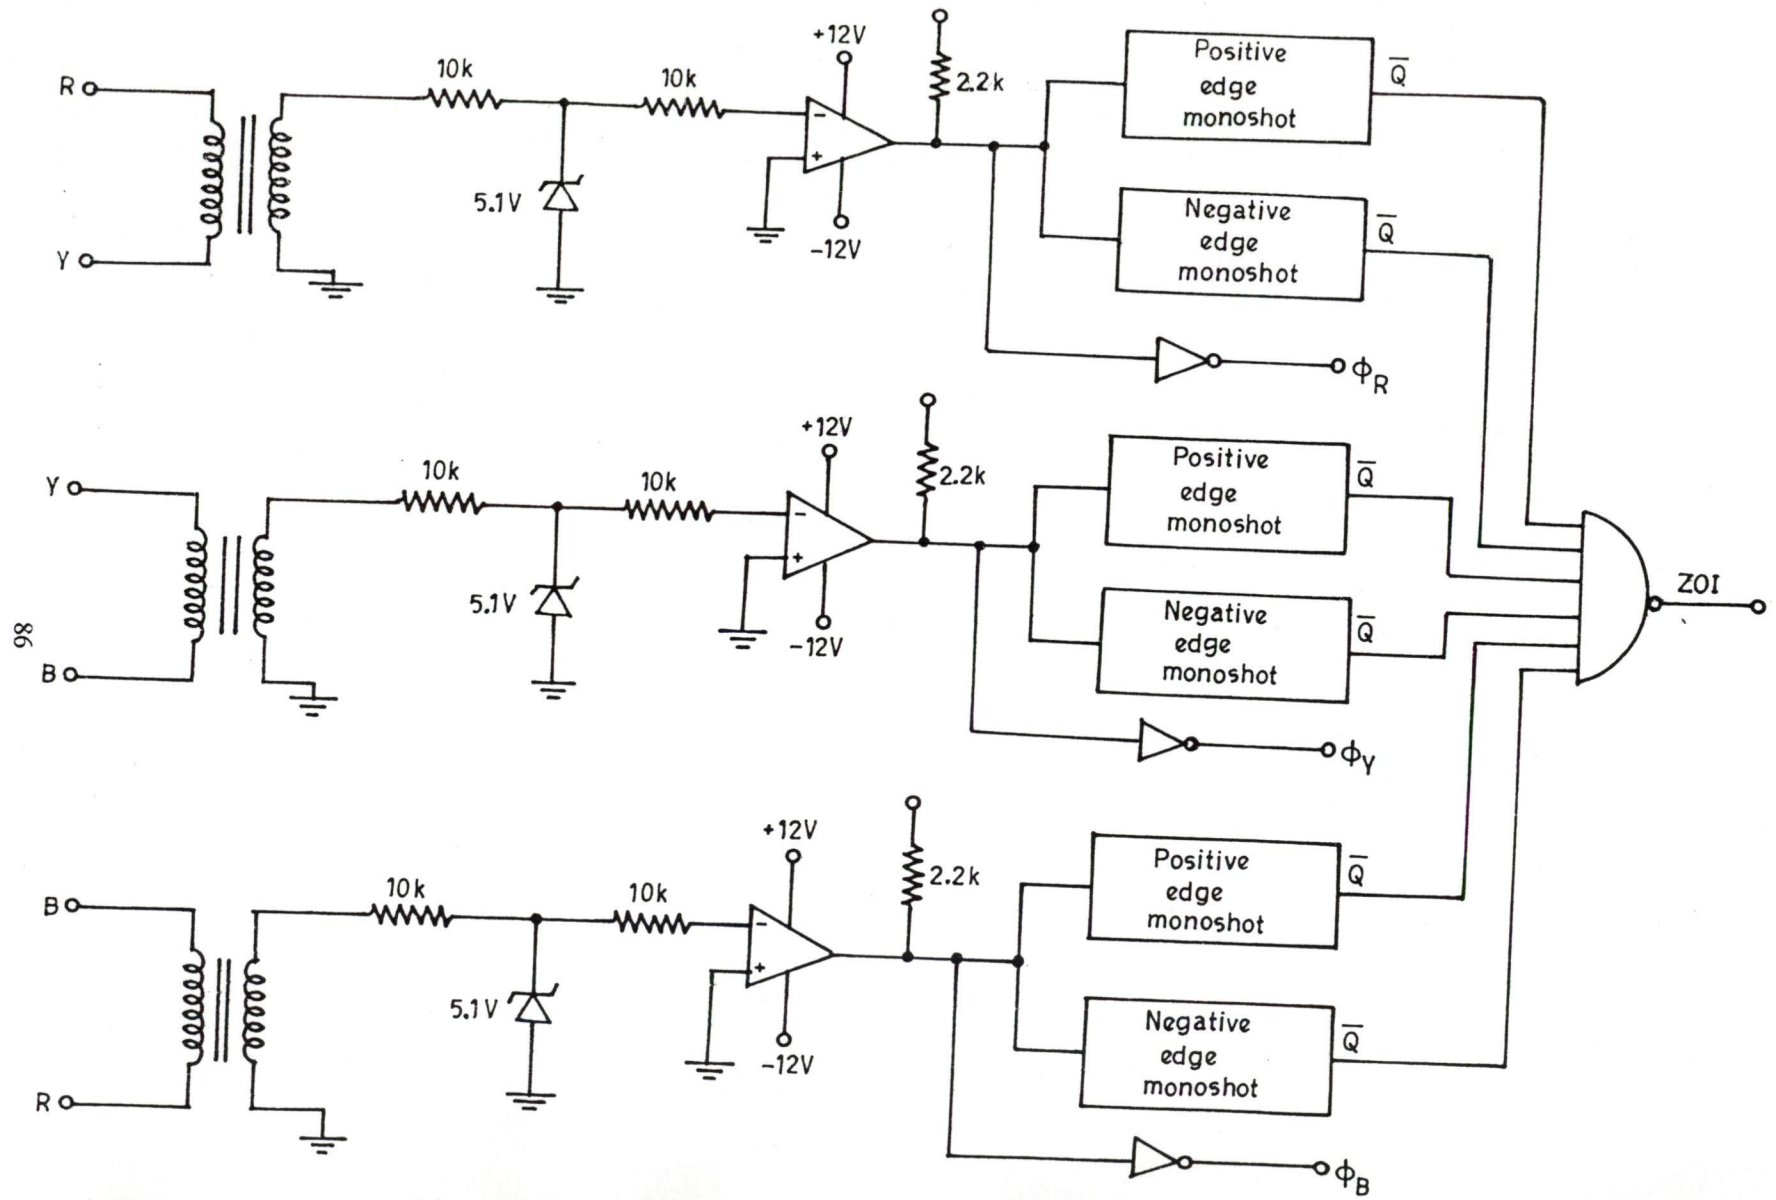 R
Y
10k
10k
5.1V
+12V
-
+
-12V
2.2k
Positive
edge
monoshot
Q̅
Negative
edge
monoshot
Q̅
ϕR
Y
B
10k
10k
5.1V
+12V
-
+
-12V
2.2k
Positive
edge
monoshot
Q̅
Negative
edge
monoshot
Q̅
ϕY
ZOI
86
B
R
10k
10k
5.1V
+12V
-
+
-12V
2.2k
Positive
edge
monoshot
Q̅
Negative
edge
monoshot
Q̅
ϕB